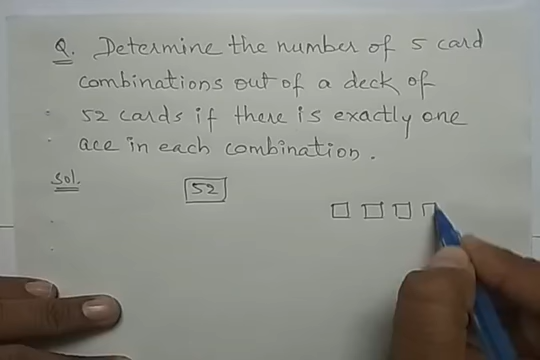 Q. Determine the number of 5 card
combinations out of a deck of
52 cards if there is exactly one
ace in each combination.
Sol.
52